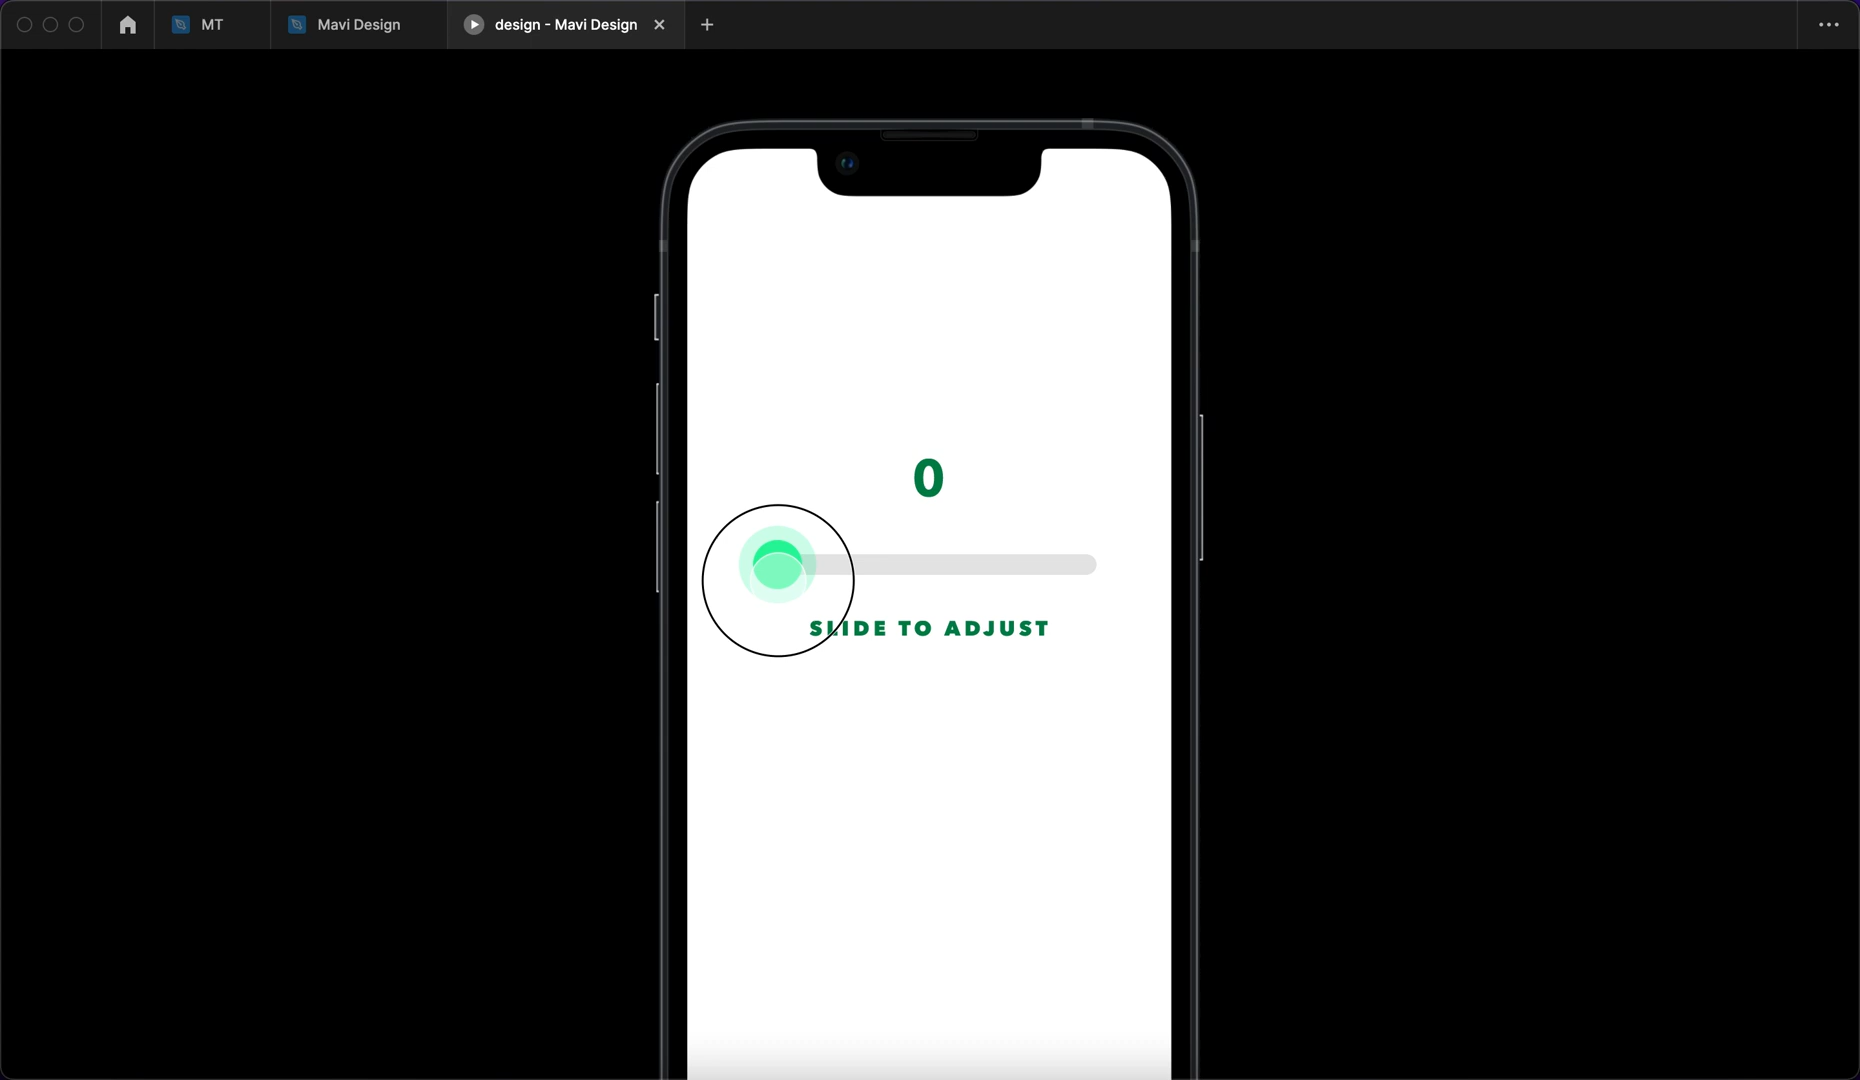 MT
Mavi Design
design - Mavi Design
0
SLIDE TO ADJUST